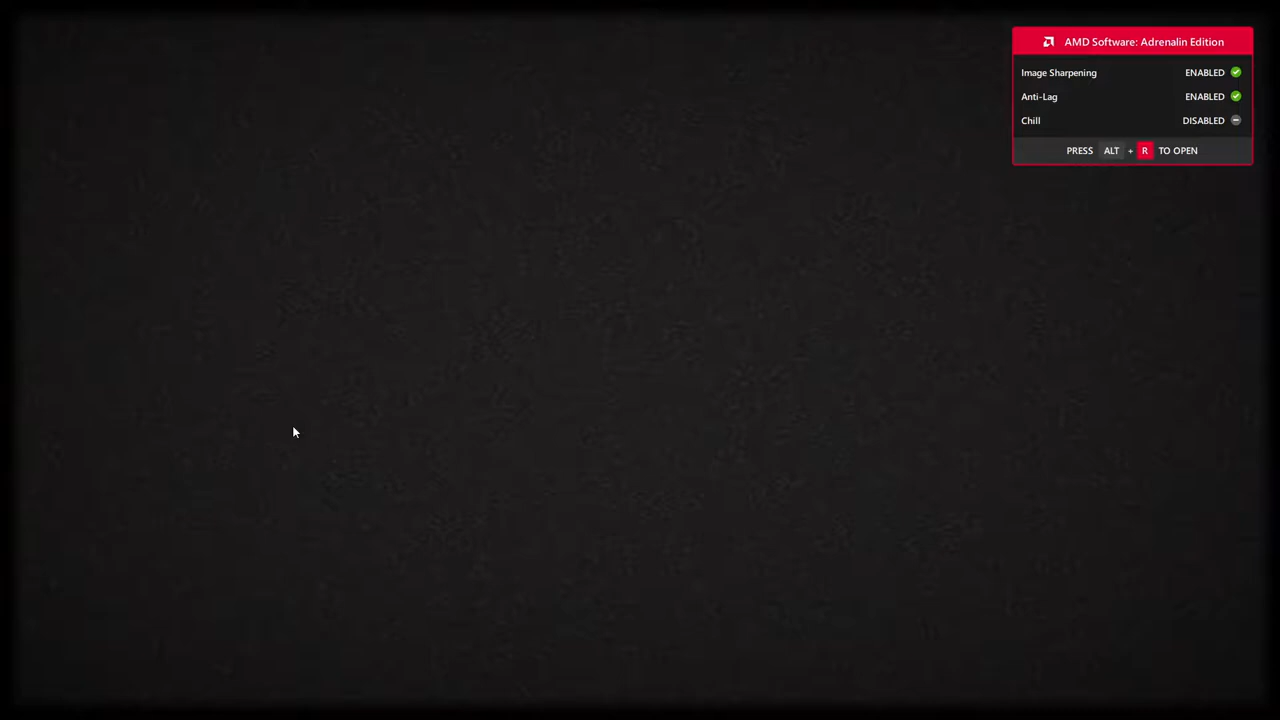 AMD Software: Adrenalin Edition
Image Sharpening ENABLED
Anti-Lag ENABLED
Chill DISABLED
PRESS ALT + R TO OPEN